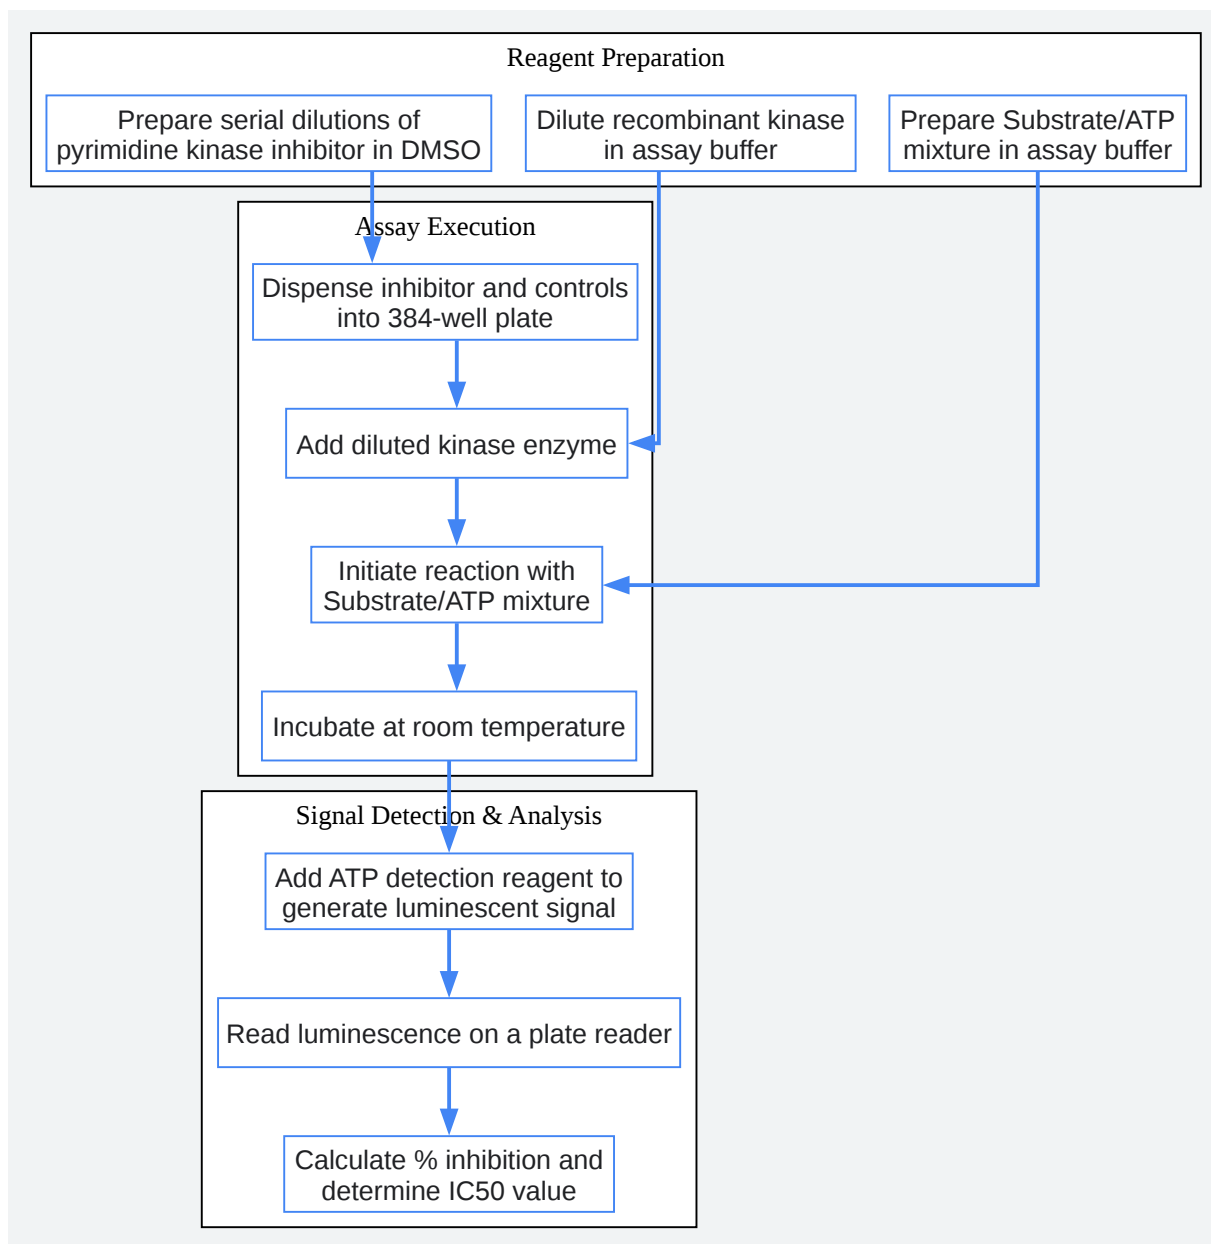 Reagent Preparation
Prepare serial dilutions of
pyrimidine kinase inhibitor in DMSO
Dilute recombinant kinase
in assay buffer
Prepare Substrate/ATP
mixture in assay buffer
Assay Execution
Dispense inhibitor and controls
into 384-well plate
Add diluted kinase enzyme
Initiate reaction with
Substrate/ATP mixture
Incubate at room temperature
Signal Detection & Analysis
Add ATP detection reagent to
generate luminescent signal
Read luminescence on a plate reader
Calculate % inhibition and
determine IC50 value